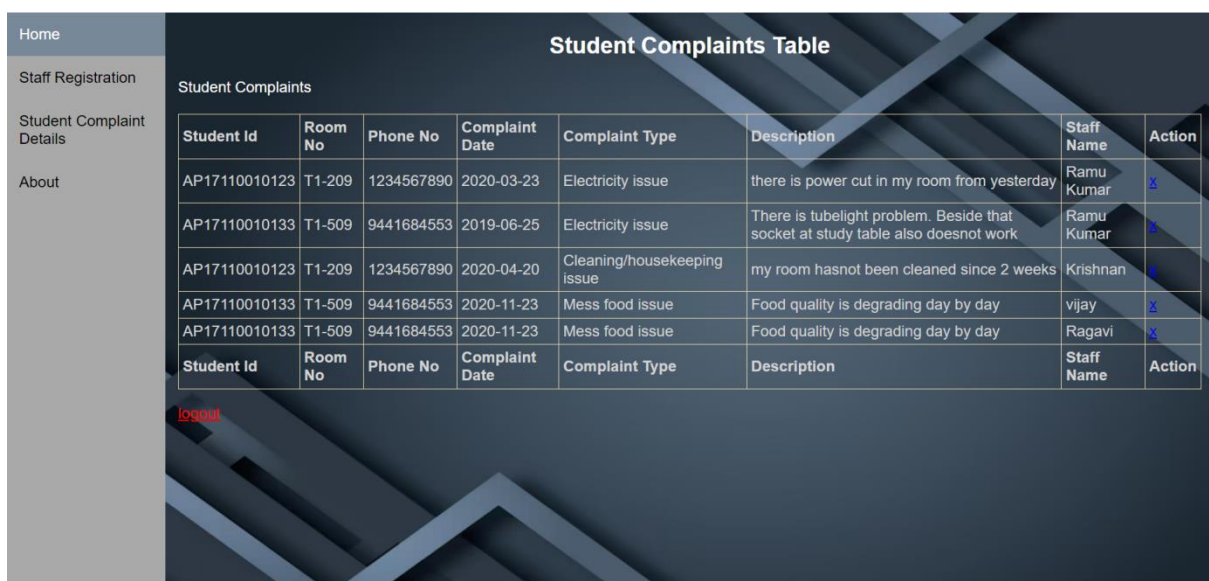 Home
Staff Registration
Student Complaint
Details
About
Student Complaints Table
Student Complaints
Student Id Room No Phone No Complaint Date Complaint Type Description Staff Name Action
AP17110010123 T1-209 1234567890 2020-03-23 Electricity issue there is power cut in my room from yesterday Ramu Kumar x
AP17110010133 T1-509 9441684553 2019-06-25 Electricity issue There is tubelight problem. Beside that socket at study table also doesnot work Ramu Kumar x
AP17110010123 T1-209 1234567890 2020-04-20 Cleaning/housekeeping issue my room hasnot been cleaned since 2 weeks Krishnan x
AP17110010133 T1-509 9441684553 2020-11-23 Mess food issue Food quality is degrading day by day vijay x
AP17110010133 T1-509 9441684553 2020-11-23 Mess food issue Food quality is degrading day by day Ragavi x
Student Id Room No Phone No Complaint Date Complaint Type Description Staff Name Action
logout